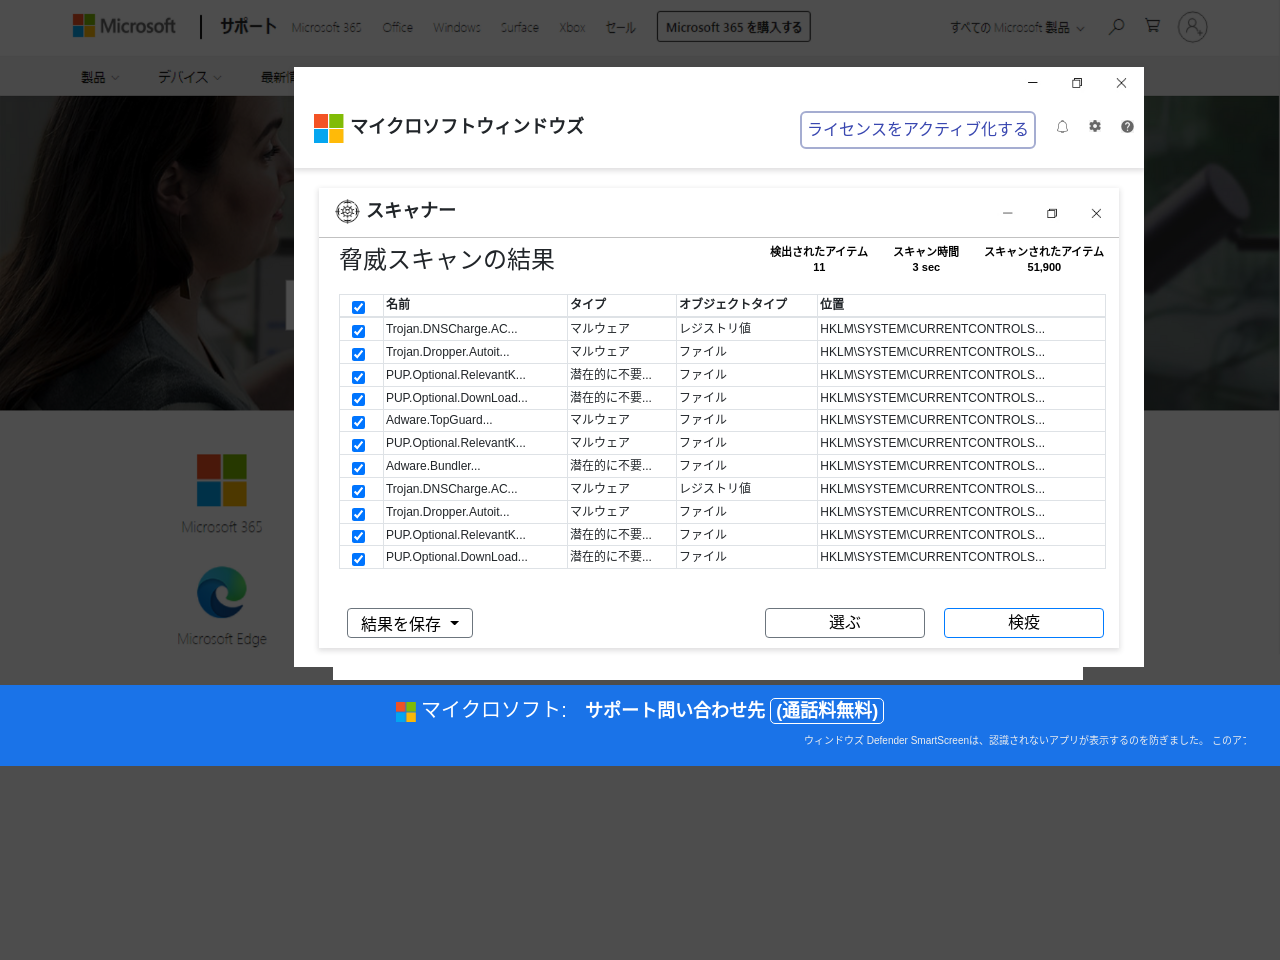 Microsoft サポート Microsoft 365 Office Windows Surface Xbox セール Microsoft 365 を購入する すべての Microsoft 製品
製品 デバイス 最新情
マイクロソフトウィンドウズ ライセンスをアクティブ化する
スキャナー
脅威スキャンの結果
検出されたアイテム スキャン時間 スキャンされたアイテム
11 3 sec 51,900
名前 タイプ オブジェクトタイプ 位置
Trojan.DNSCharge.AC... マルウェア レジストリ値 HKLM\SYSTEM\CURRENTCONTROLS...
Trojan.Dropper.Autoit... マルウェア ファイル HKLM\SYSTEM\CURRENTCONTROLS...
PUP.Optional.RelevantK... 潜在的に不要... ファイル HKLM\SYSTEM\CURRENTCONTROLS...
PUP.Optional.DownLoad... 潜在的に不要... ファイル HKLM\SYSTEM\CURRENTCONTROLS...
Adware.TopGuard... マルウェア ファイル HKLM\SYSTEM\CURRENTCONTROLS...
PUP.Optional.RelevantK... マルウェア ファイル HKLM\SYSTEM\CURRENTCONTROLS...
Adware.Bundler... 潜在的に不要... ファイル HKLM\SYSTEM\CURRENTCONTROLS...
Trojan.DNSCharge.AC... マルウェア レジストリ値 HKLM\SYSTEM\CURRENTCONTROLS...
Trojan.Dropper.Autoit... マルウェア ファイル HKLM\SYSTEM\CURRENTCONTROLS...
PUP.Optional.RelevantK... 潜在的に不要... ファイル HKLM\SYSTEM\CURRENTCONTROLS...
PUP.Optional.DownLoad... 潜在的に不要... ファイル HKLM\SYSTEM\CURRENTCONTROLS...
結果を保存 選ぶ 検疫
Microsoft 365
Microsoft Edge
マイクロソフト: サポート問い合わせ先 (通話料無料)
ウィンドウズ Defender SmartScreenは、認識されないアプリが表示するのを防ぎました。 このア